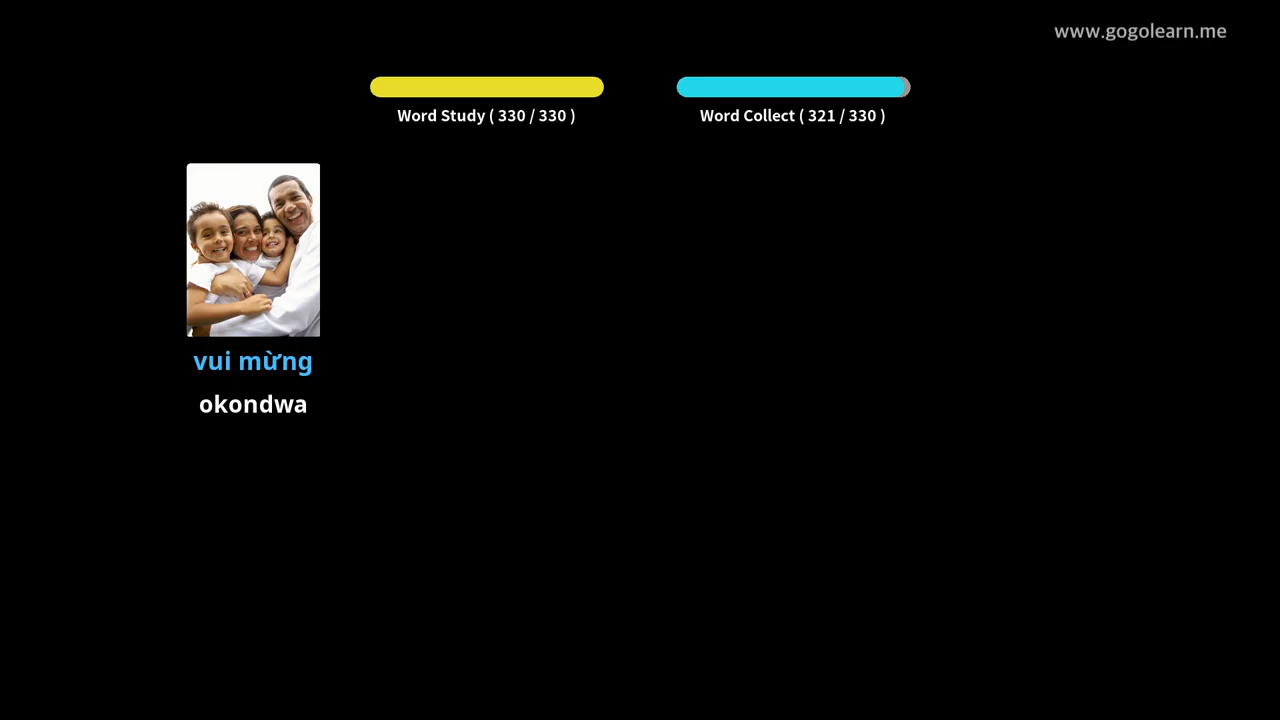 www.gogolearn.me
Word Study ( 330 / 330 )
Word Collect ( 321 / 330 )
vui mừng
okondwa